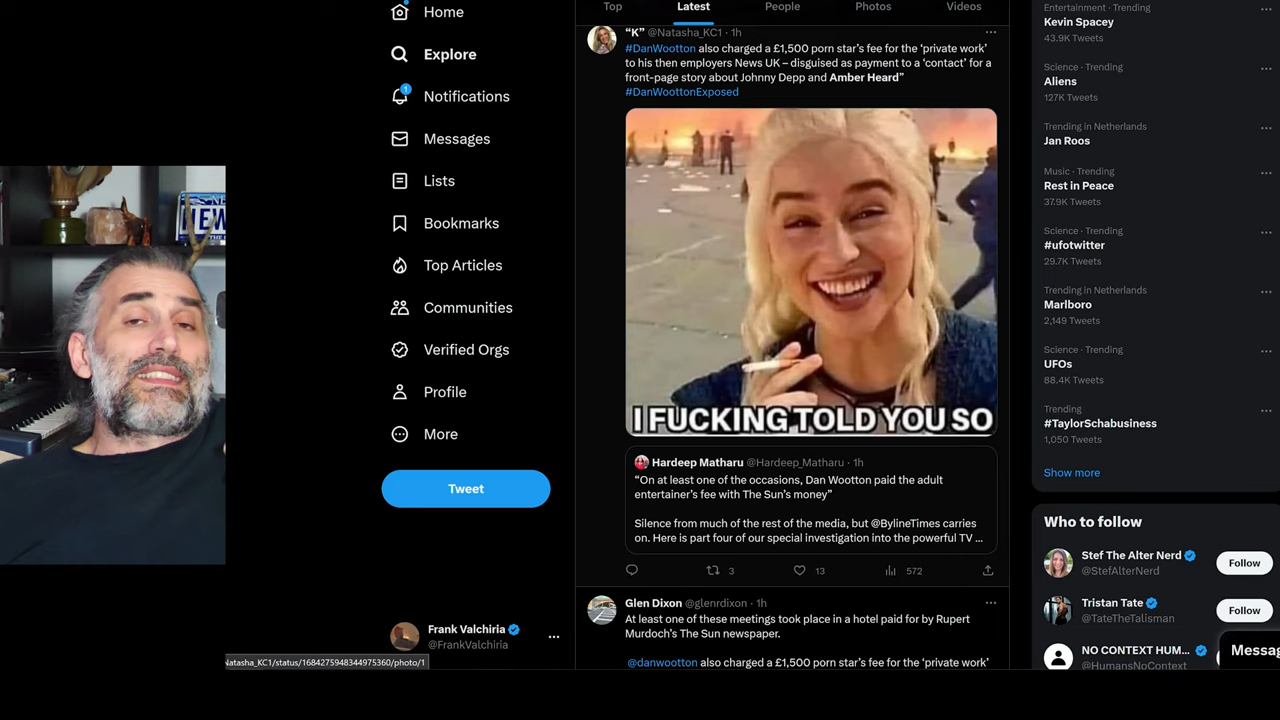 Home
Explore
1
Notifications
Messages
Lists
Bookmarks
Top Articles
Communities
Verified Orgs
Profile
More
Tweet
Frank Valchiria
@FrankValchiria
Natasha_KC1/status/1684275948344975360/photo/1
Top
Latest
People
Photos
Videos
“K” @Natasha_KC1 · 1h
#DanWootton also charged a £1,500 porn star’s fee for the ‘private work’
to his then employers News UK – disguised as payment to a ‘contact’ for a
front-page story about Johnny Depp and Amber Heard”
#DanWoottonExposed
I FUCKING TOLD YOU SO
Hardeep Matharu @Hardeep_Matharu · 1h
“On at least one of the occasions, Dan Wootton paid the adult
entertainer’s fee with The Sun’s money”
Silence from much of the rest of the media, but @BylineTimes carries
on. Here is part four of our special investigation into the powerful TV ...
3
13
572
Glen Dixon @glenrdixon · 1h
At least one of these meetings took place in a hotel paid for by Rupert
Murdoch’s The Sun newspaper.
@danwootton also charged a £1,500 porn star’s fee for the ‘private work’
Entertainment · Trending
Kevin Spacey
43.9K Tweets
Science · Trending
Aliens
127K Tweets
Trending in Netherlands
Jan Roos
Music · Trending
Rest in Peace
37.9K Tweets
Science · Trending
#ufotwitter
29.7K Tweets
Trending in Netherlands
Marlboro
2,149 Tweets
Science · Trending
UFOs
88.4K Tweets
Trending
#TaylorSchabusiness
1,050 Tweets
Show more
Who to follow
Stef The Alter Nerd
@StefAlterNerd
Follow
Tristan Tate
@TateTheTalisman
Follow
NO CONTEXT HUM...
@HumansNoContext
Messag
NEW